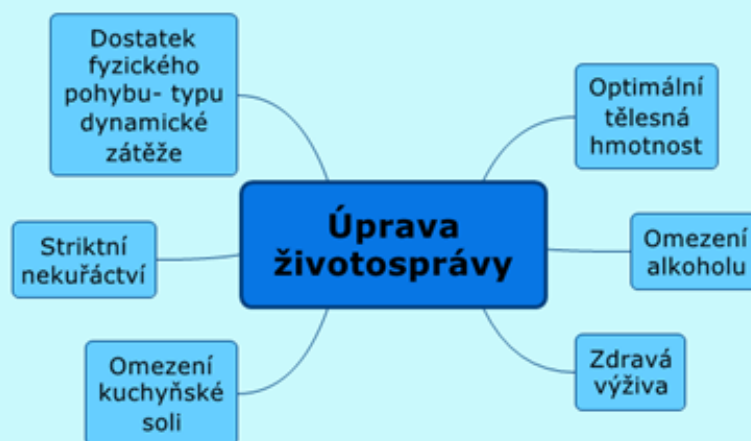 Dostatek
fyzického
pohybu- typu
dynamické
zátěže
Optimální
tělesná
hmotnost
Úprava
životosprávy
Striktní
nekuřáctví
Omezení
alkoholu
Omezení
kuchyňské
soli
Zdravá
výživa